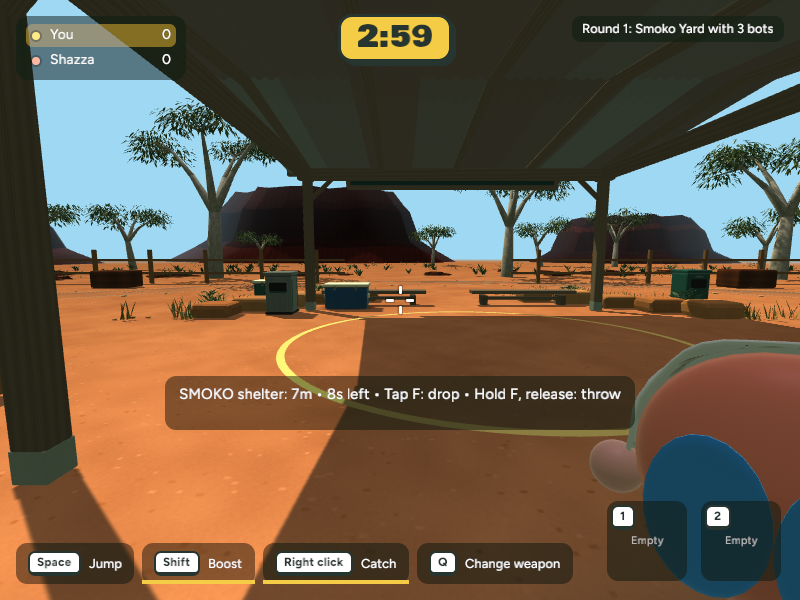 You 0
Shazza 0
2:59
Round 1: Smoko Yard with 3 bots
SMOKO shelter: 7m • 8s left • Tap F: drop • Hold F, release: throw
1
Empty
2
Empty
Space Jump
Shift Boost
Right click Catch
Q Change weapon